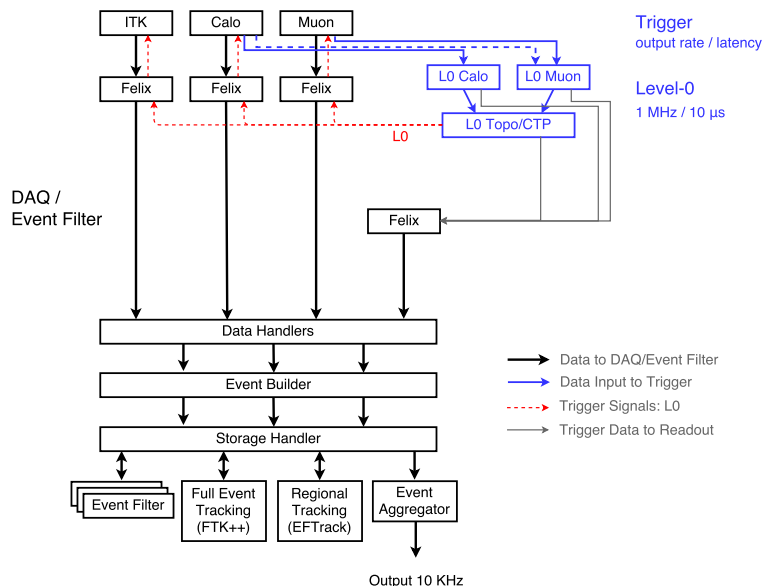 ITK
Calo
Muon
Trigger
output rate / latency
L0 Calo
L0 Muon
Felix
Felix
Felix
Level-0
1 MHz / 10 μs
L0 Topo/CTP
L0
DAQ /
Event Filter
Felix
Data Handlers
Event Builder
Storage Handler
Data to DAQ/Event Filter
Data Input to Trigger
Trigger Signals: L0
Trigger Data to Readout
Event Filter
Full Event
Tracking
(FTK++)
Regional
Tracking
(EFTrack)
Event
Aggregator
Output 10 KHz